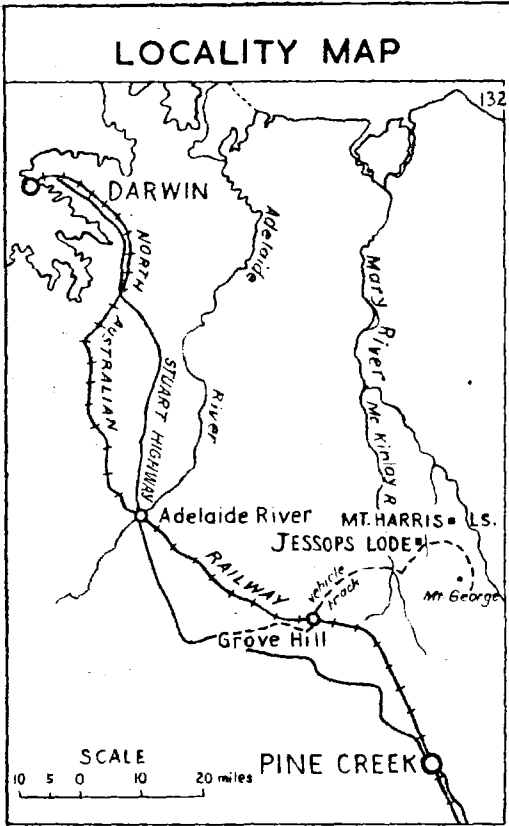 LOCALITY MAP
132
DARWIN
Adelaide
River
NORTH
AUSTRALIAN
RAILWAY
STUART HIGHWAY
Mary River
McKinlay R
Adelaide River
MT. HARRIS LS.
JESSOPS LODE
vehicle
track
Mt George
Grove Hill
PINE CREEK
SCALE
10 5 0 10 20 miles